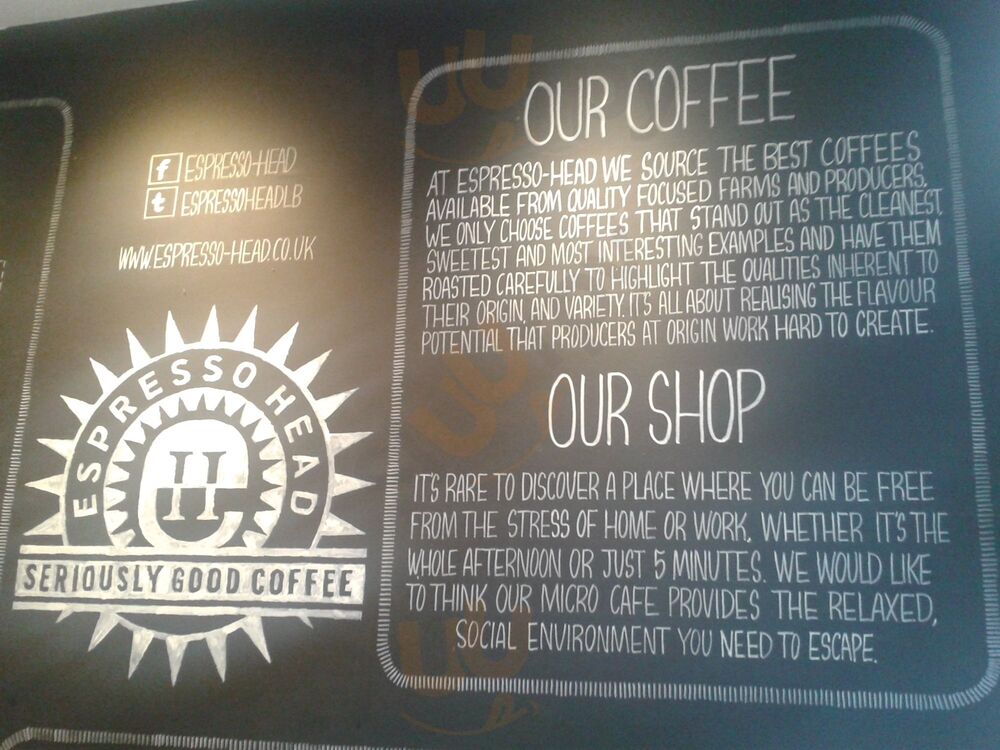 f ESPRESSO-HEAD
t ESPRESSOHEADLB
WWW.ESPRESSO-HEAD.CO.UK
ESPRESSO HEAD
eH
SERIOUSLY GOOD COFFEE
OUR COFFEE
AT ESPRESSO-HEAD WE SOURCE THE BEST COFFEES
AVAILABLE FROM QUALITY FOCUSED FARMS AND PRODUCERS.
WE ONLY CHOOSE COFFEES THAT STAND OUT AS THE CLEANEST,
SWEETEST AND MOST INTERESTING EXAMPLES AND HAVE THEM
ROASTED CAREFULLY TO HIGHLIGHT THE QUALITIES INHERENT TO
THEIR ORIGIN, AND VARIETY. IT'S ALL ABOUT REALISING THE FLAVOUR
POTENTIAL THAT PRODUCERS AT ORIGIN WORK HARD TO CREATE.
OUR SHOP
IT'S RARE TO DISCOVER A PLACE WHERE YOU CAN BE FREE
FROM THE STRESS OF HOME OR WORK. WHETHER IT'S THE
WHOLE AFTERNOON OR JUST 5 MINUTES. WE WOULD LIKE
TO THINK OUR MICRO CAFE PROVIDES THE RELAXED,
SOCIAL ENVIRONMENT YOU NEED TO ESCAPE.